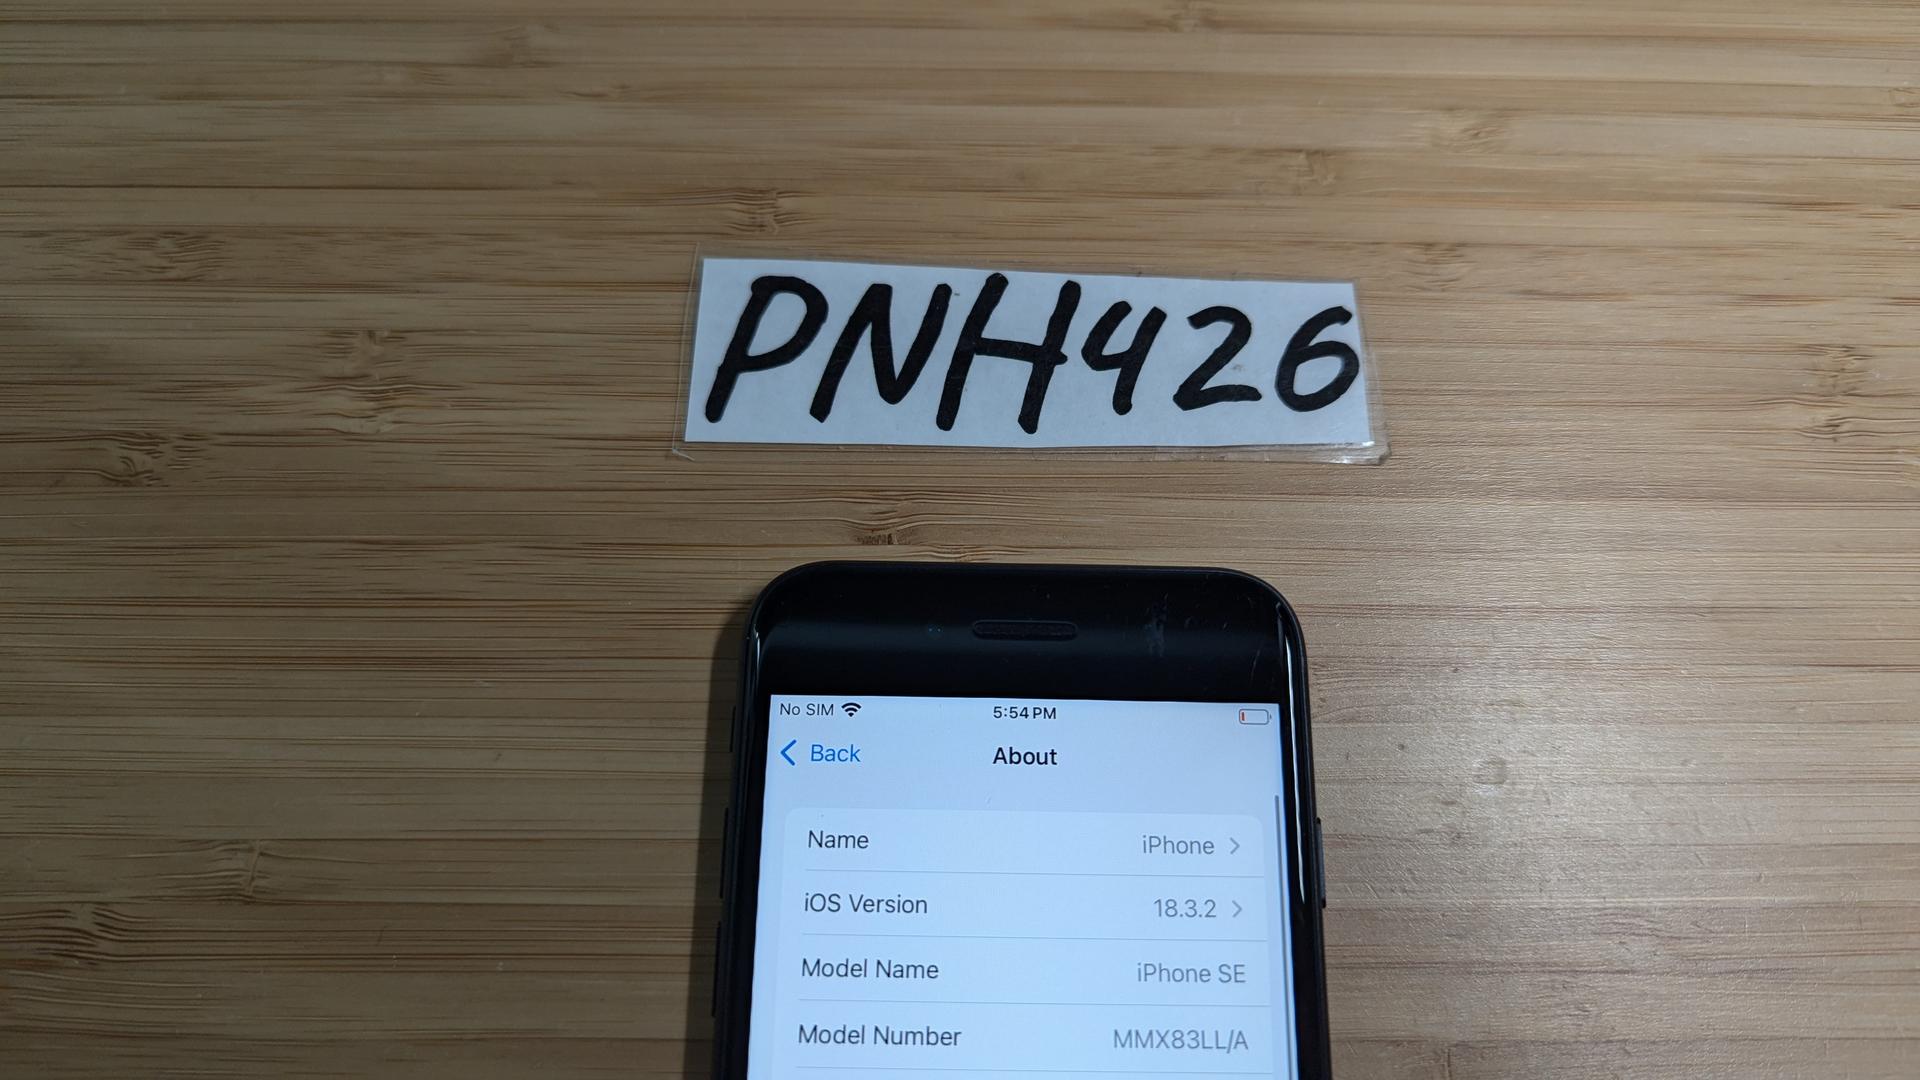 PNH426
No SIM 5:54 PM
Back About
Name iPhone
iOS Version 18.3.2
Model Name iPhone SE
Model Number MMX83LL/A